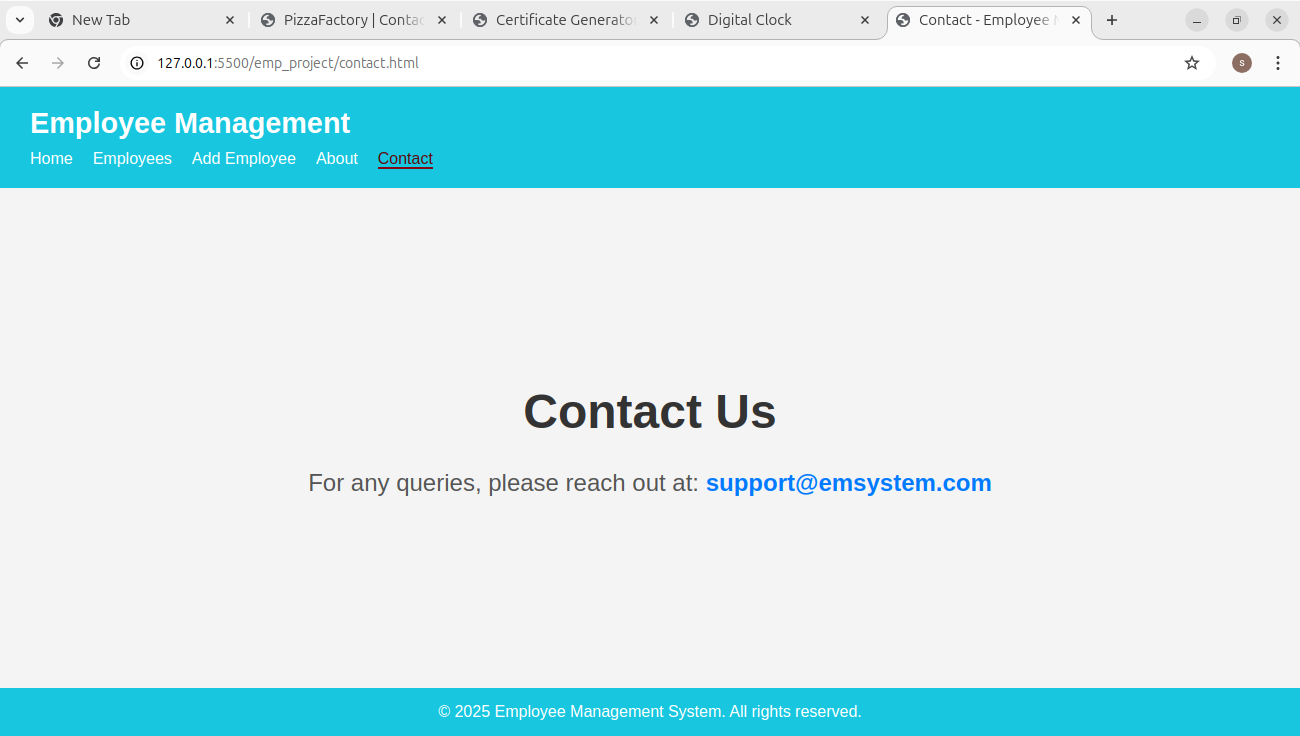 New Tab
PizzaFactory | Contac
Certificate Generato
Digital Clock
Contact - Employee
127.0.0.1:5500/emp_project/contact.html
S
Employee Management
Home Employees Add Employee About Contact
Contact Us
For any queries, please reach out at: support@emsystem.com
© 2025 Employee Management System. All rights reserved.